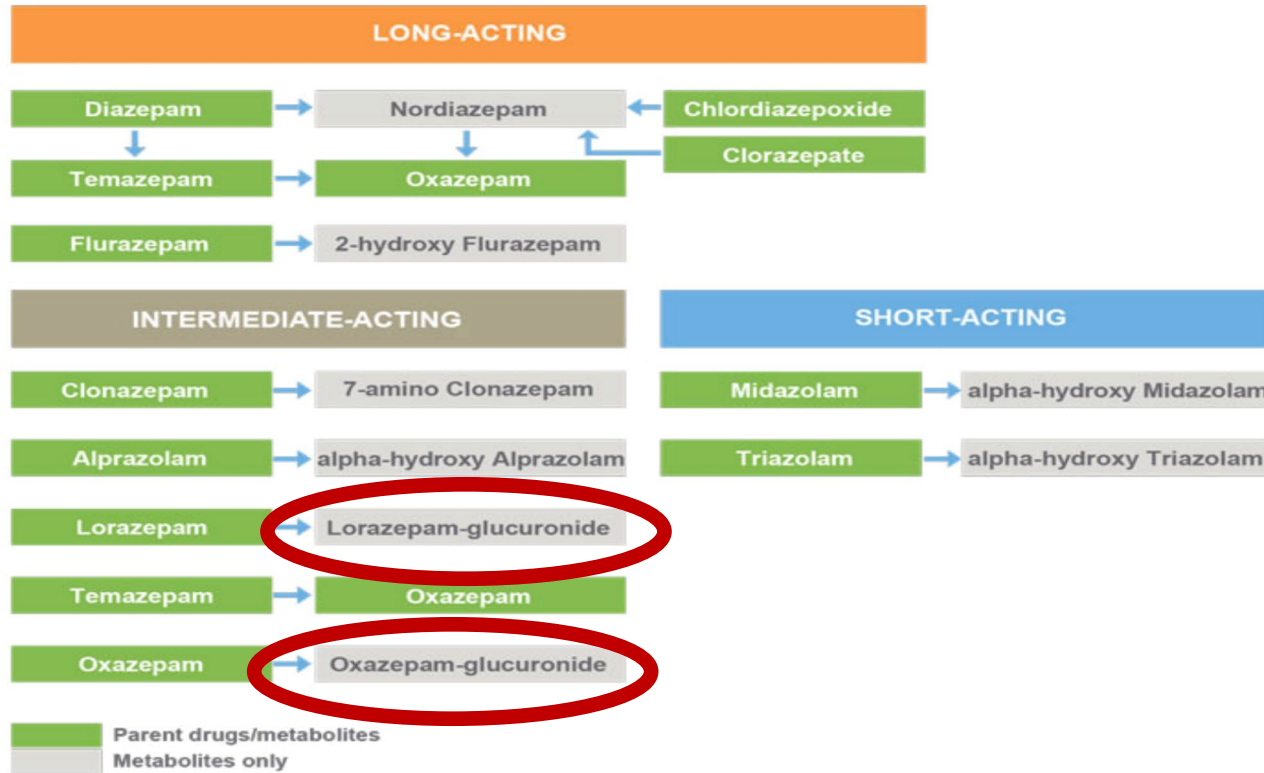 LONG-ACTING
Diazepam
Nordiazepam
Chlordiazepoxide
Clorazepate
Temazepam
Oxazepam
Flurazepam
2-hydroxy Flurazepam
INTERMEDIATE-ACTING
SHORT-ACTING
Clonazepam
7-amino Clonazepam
Midazolam
alpha-hydroxy Midazolam
Alprazolam
alpha-hydroxy Alprazolam
Triazolam
alpha-hydroxy Triazolam
Lorazepam
Lorazepam-glucuronide
Temazepam
Oxazepam
Oxazepam
Oxazepam-glucuronide
Parent drugs/metabolites
Metabolites only